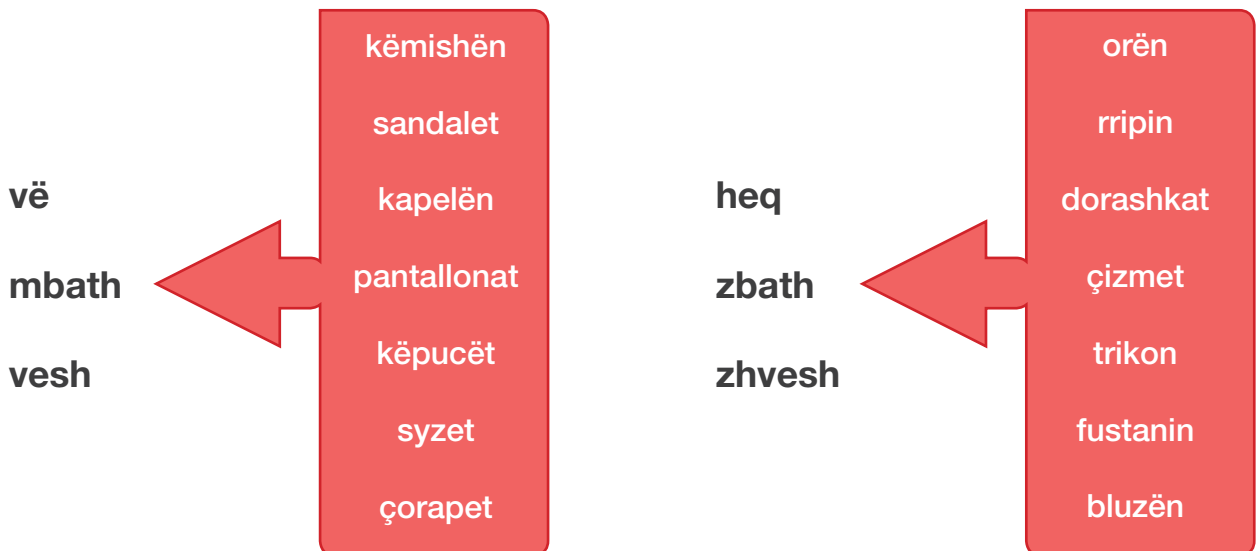 vë
mbath
vesh
këmishën
sandalet
kapelën
pantallonat
këpucët
syzet
çorapet
heq
zbath
zhvesh
orën
rripin
dorashkat
çizmet
trikon
fustanin
bluzën